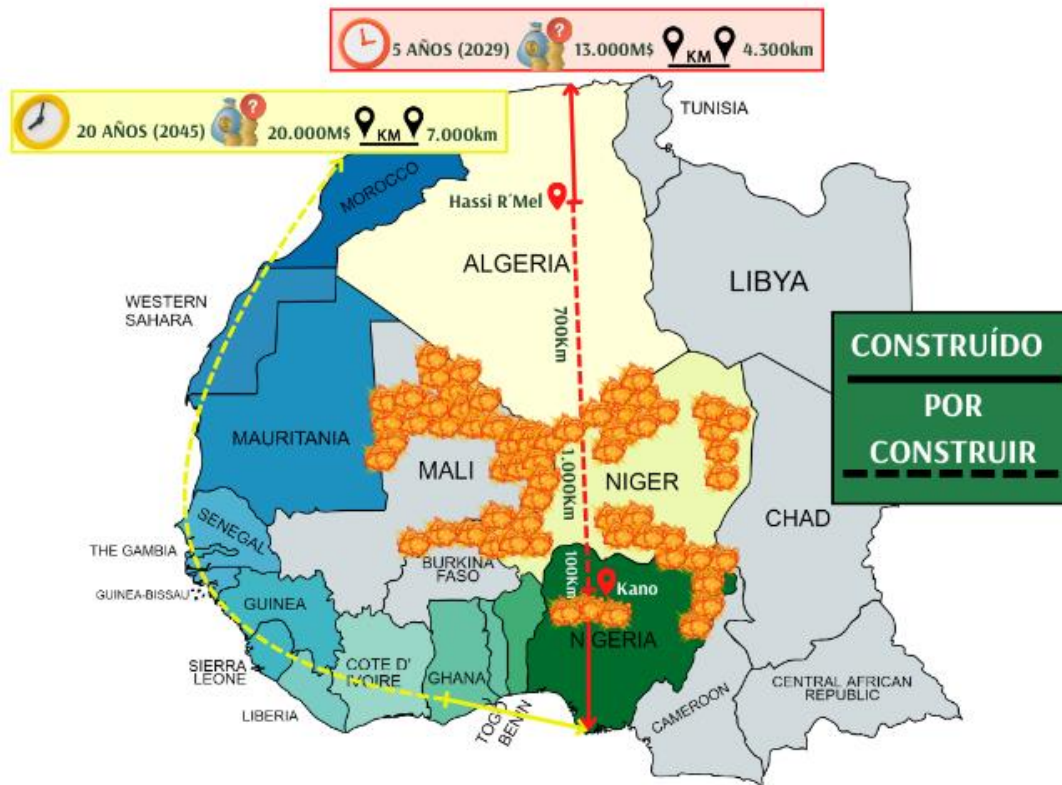 5 AÑOS (2029) ? 13.000M$ KM 4.300km
20 AÑOS (2045) ? 20.000M$ KM 7.000km
TUNISIA
MOROCCO
Hassi R´Mel
ALGERIA
LIBYA
WESTERN
SAHARA
700Km
CONSTRUÍDO
POR
CONSTRUIR
MAURITANIA
MALI
1.000Km
NIGER
CHAD
SENEGAL
THE GAMBIA
GUINEA-BISSAU
BURKINA
FASO
100Km
Kano
GUINEA
NIGERIA
SIERRA
LEONE
COTE D'
IVOIRE
GHANA
LIBERIA
TOGO
BENIN
CAMEROON
CENTRAL AFRICAN
REPUBLIC